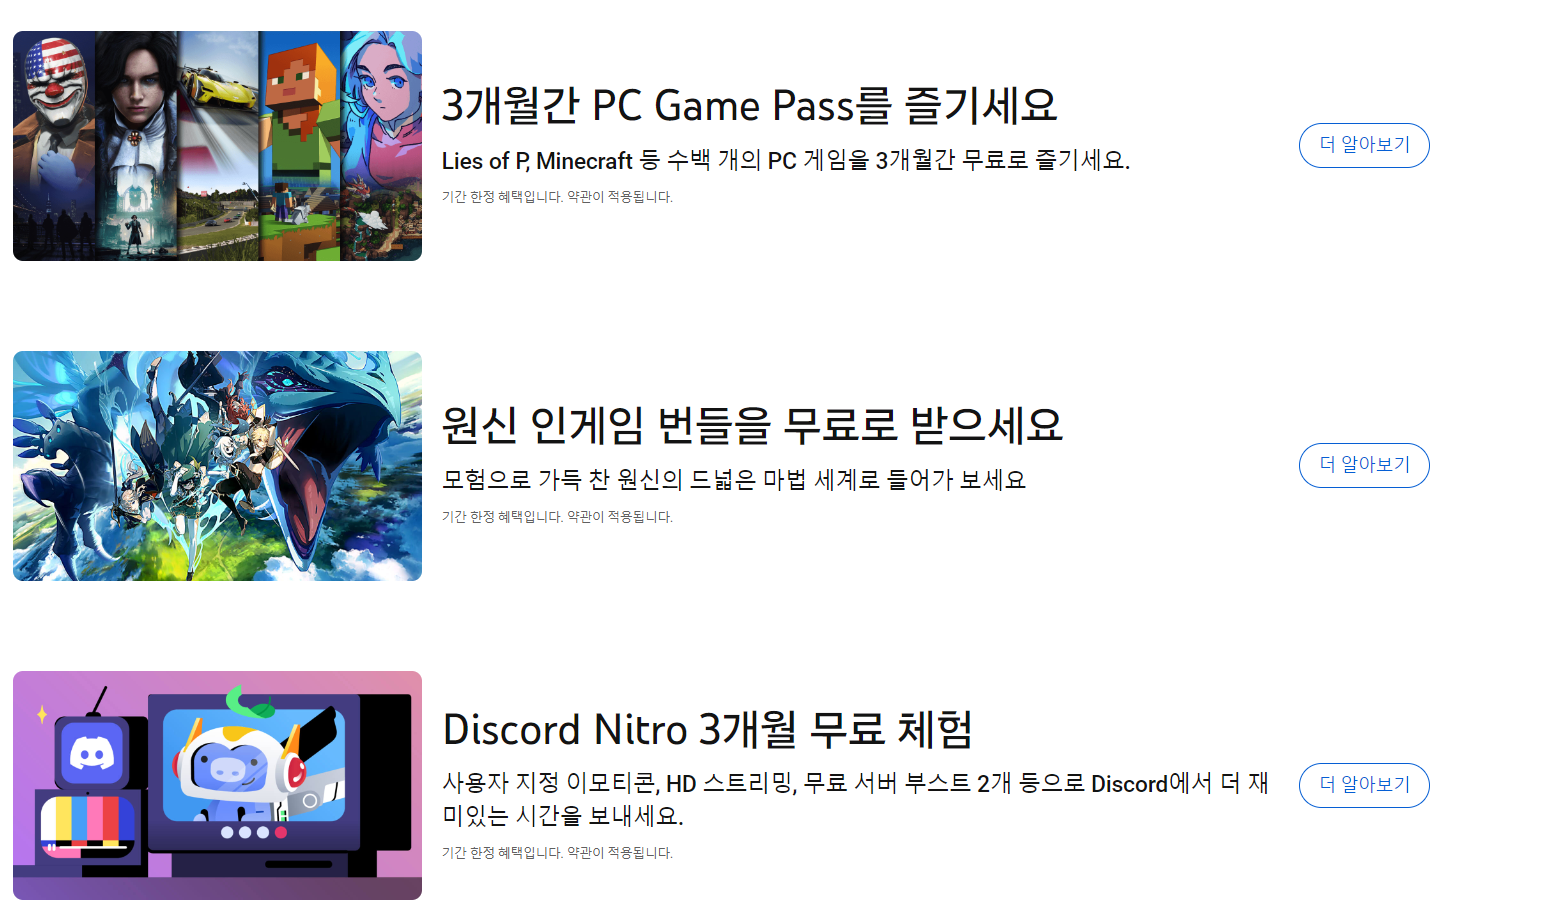 3개월간 PC Game Pass를 즐기세요
Lies of P, Minecraft 등 수백 개의 PC 게임을 3개월간 무료로 즐기세요.
기간 한정 혜택입니다. 약관이 적용됩니다.
더 알아보기
원신 인게임 번들을 무료로 받으세요
모험으로 가득 찬 원신의 드넓은 마법 세계로 들어가 보세요
기간 한정 혜택입니다. 약관이 적용됩니다.
더 알아보기
Discord Nitro 3개월 무료 체험
사용자 지정 이모티콘, HD 스트리밍, 무료 서버 부스트 2개 등으로 Discord에서 더 재
미있는 시간을 보내세요.
기간 한정 혜택입니다. 약관이 적용됩니다.
더 알아보기